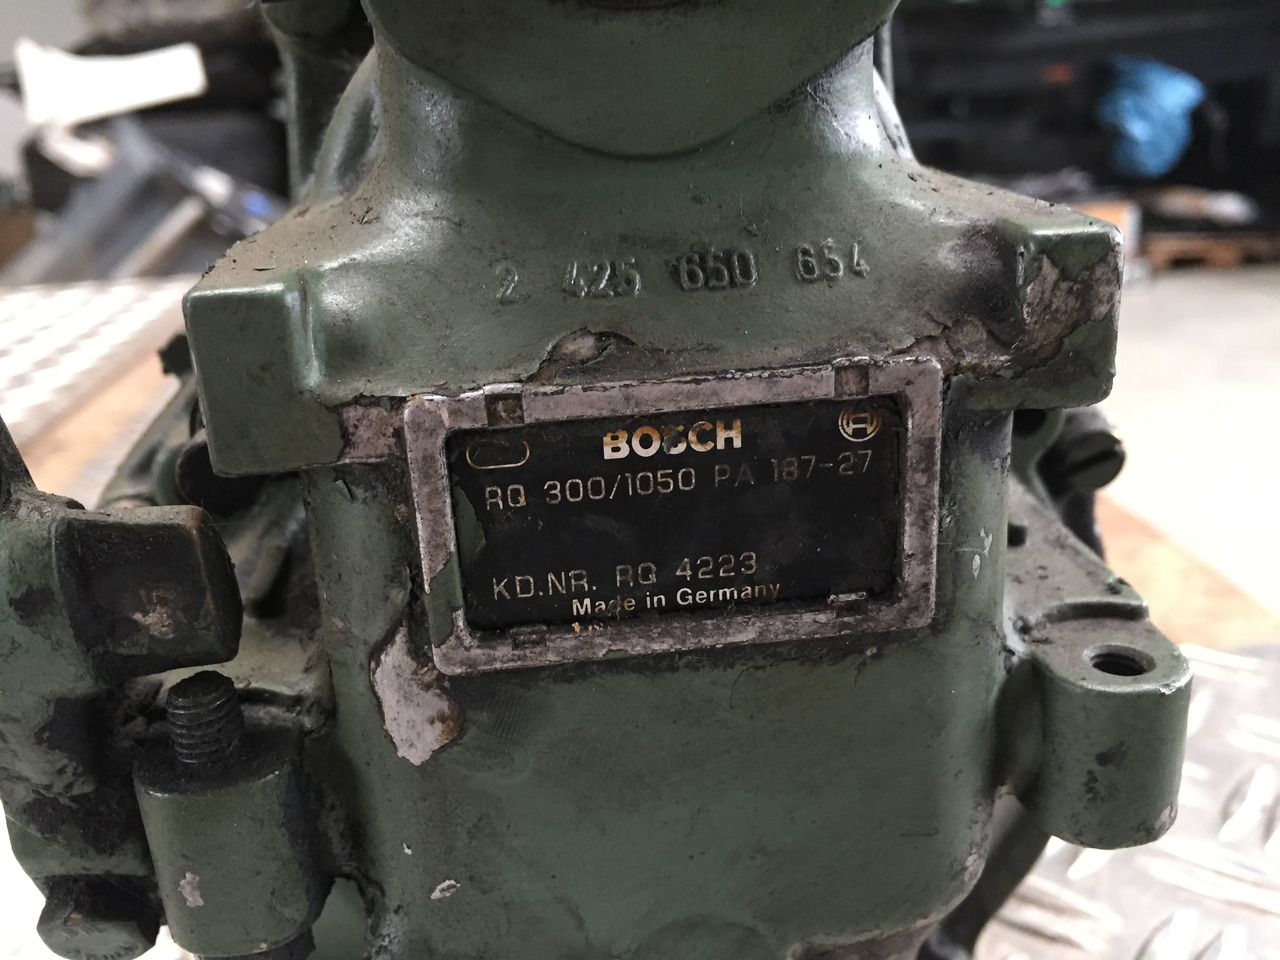 2 425 650 654
BOSCH
RQ 300/1050 PA 187-27
KD.NR. RQ 4223
Made in Germany